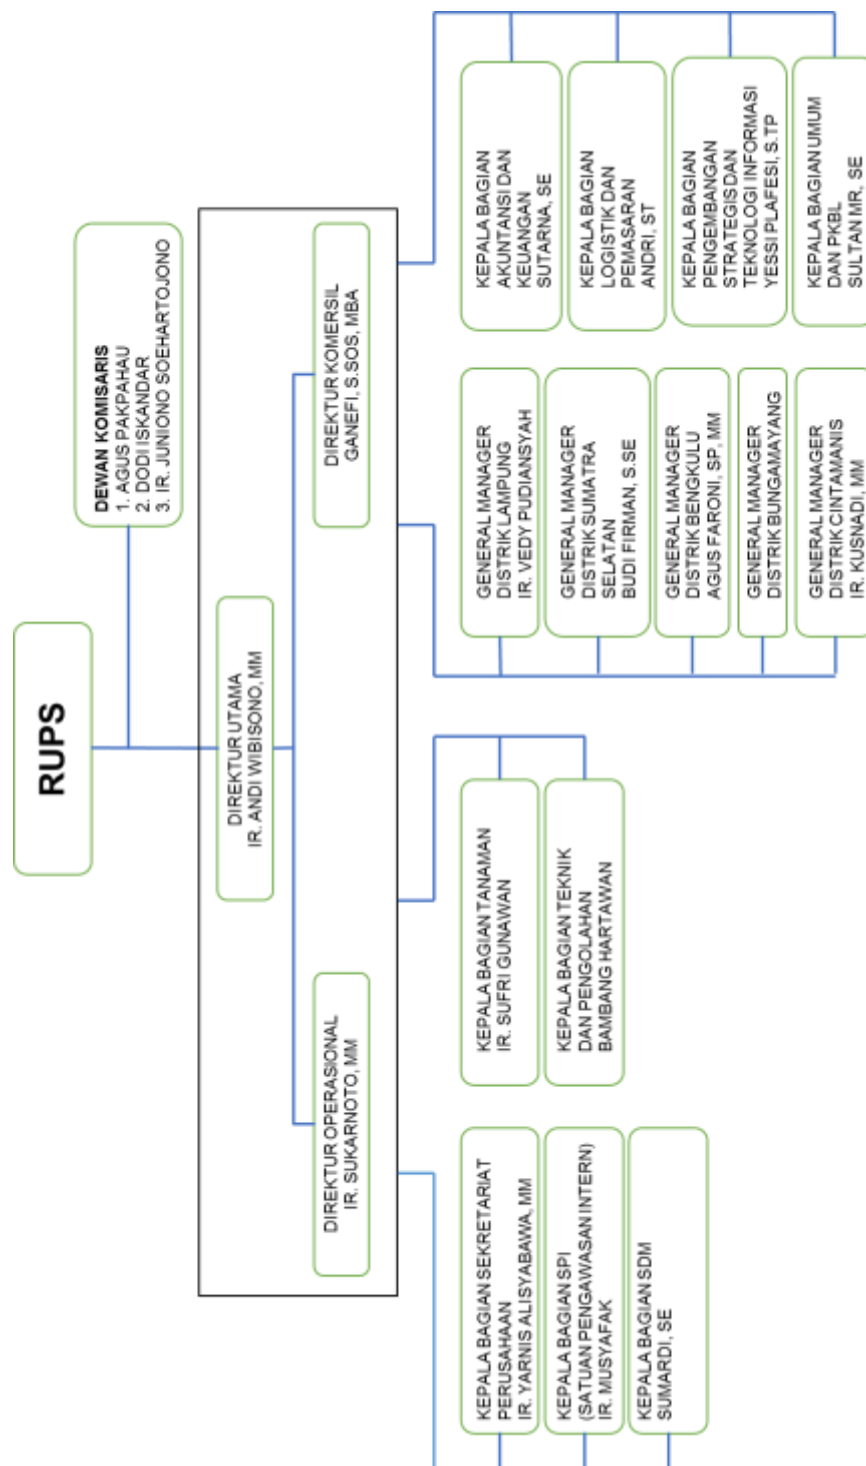 RUPS
DEWAN KOMISARIS
1. AGUS PAKPAHAU
2. DODI ISKANDAR
3. IR. JUNIONO SOEHARTOJONO
DIREKTUR UTAMA
IR. ANDI WIBISONO, MM
DIREKTUR OPERASIONAL
IR. SUKARNOTO, MM
DIREKTUR KOMERSIL
GANEFI, S.SOS, MBA
KEPALA BAGIAN SEKRETARIAT
PERUSAHAAN
IR. YARNIS ALISYABAWA, MM
KEPALA BAGIAN SPI
(SATUAN PENGAWASAN INTERN)
IR. MUSYAFAK
KEPALA BAGIAN SDM
SUMARDI, SE
KEPALA BAGIAN TANAMAN
IR. SUFRI GUNAWAN
KEPALA BAGIAN TEKNIK
DAN PENGOLAHAN
BAMBANG HARTAWAN
GENERAL MANAGER
DISTRIK LAMPUNG
IR. VEDY PUDIANSYAH
GENERAL MANAGER
DISTRIK SUMATRA
SELATAN
BUDI FIRMAN, S.SE
GENERAL MANAGER
DISTRIK BENGKULU
AGUS FARONI, SP, MM
GENERAL MANAGER
DISTRIK BUNGAMAYANG
GENERAL MANAGER
DISTRIK CINTAMANIS
IR. KUSNADI, MM
KEPALA BAGIAN
AKUNTANSI DAN
KEUANGAN
SUTARNA, SE
KEPALA BAGIAN
LOGISTIK DAN
PEMASARAN
ANDRI, ST
KEPALA BAGIAN
PENGEMBANGAN
STRATEGIS DAN
TEKNOLOGI INFORMASI
YESSI PLAFESI, S.TP
KEPALA BAGIAN UMUM
DAN PKBL
SULTAN MR, SE